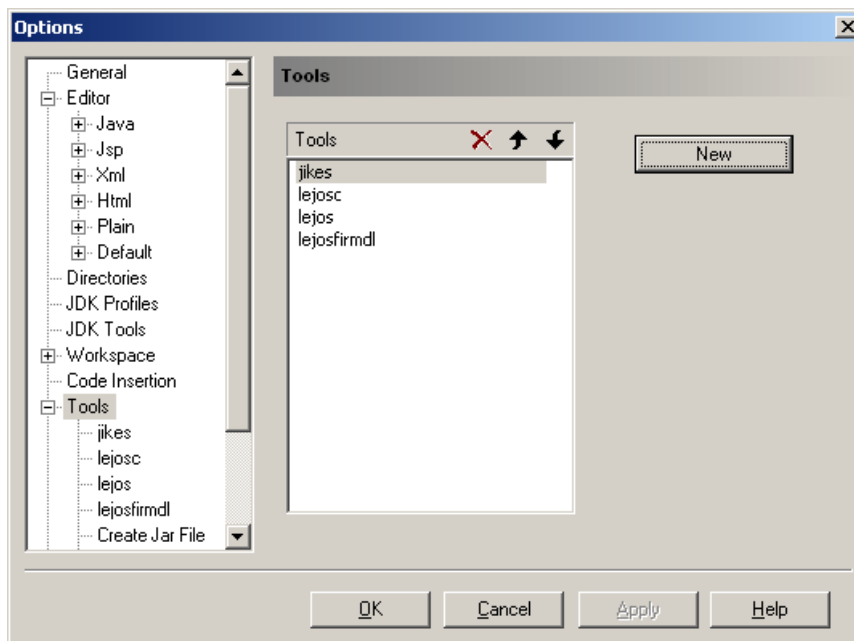 Options
General
Editor
Java
Jsp
Xml
Html
Plain
Default
Directories
JDK Profiles
JDK Tools
Workspace
Code Insertion
Tools
jikes
lejosc
lejos
lejosfirmdl
Create Jar File
Tools
Tools
jikes
lejosc
lejos
lejosfirmdl
New
OK
Cancel
Apply
Help